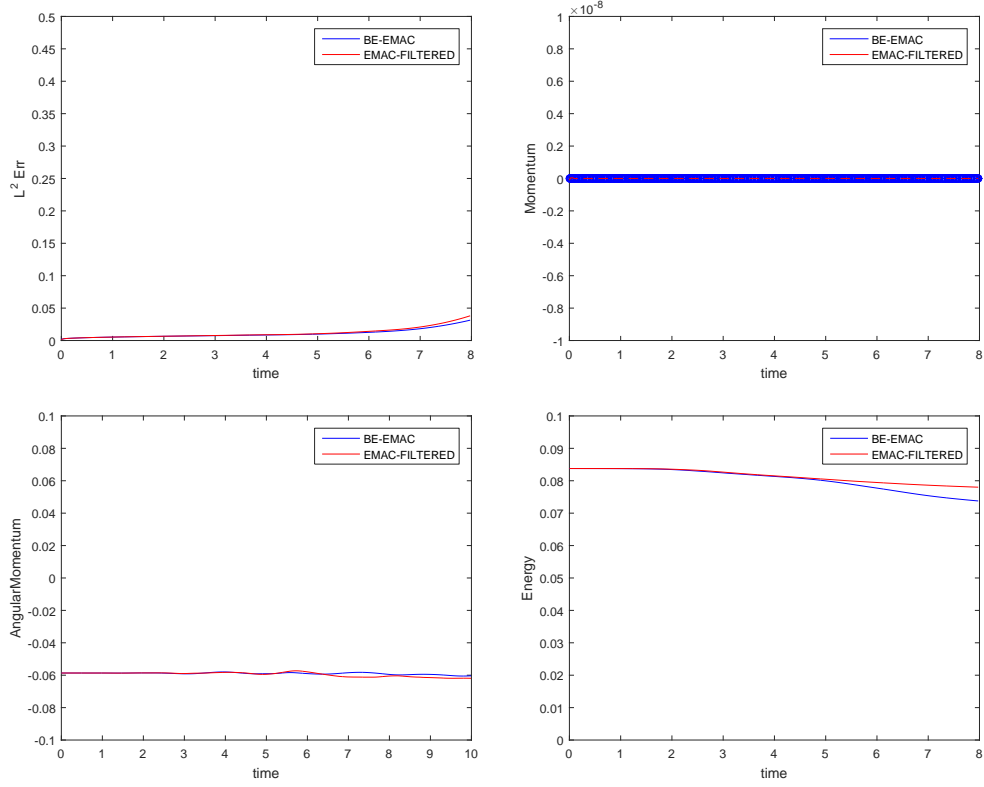 0.5
0.45
0.4
0.35
0.3
0.25
0.2
0.15
0.1
0.05
0
L² Err
0 1 2 3 4 5 6 7 8
time
BE-EMAC
EMAC-FILTERED
×10⁻⁸
1
0.8
0.6
0.4
0.2
0
-0.2
-0.4
-0.6
-0.8
-1
Momentum
0 1 2 3 4 5 6 7 8
time
BE-EMAC
EMAC-FILTERED
0.1
0.08
0.06
0.04
0.02
0
-0.02
-0.04
-0.06
-0.08
-0.1
AngularMomentum
0 1 2 3 4 5 6 7 8 9 10
time
BE-EMAC
EMAC-FILTERED
0.1
0.09
0.08
0.07
0.06
0.05
0.04
0.03
0.02
0.01
0
Energy
0 1 2 3 4 5 6 7 8
time
BE-EMAC
EMAC-FILTERED